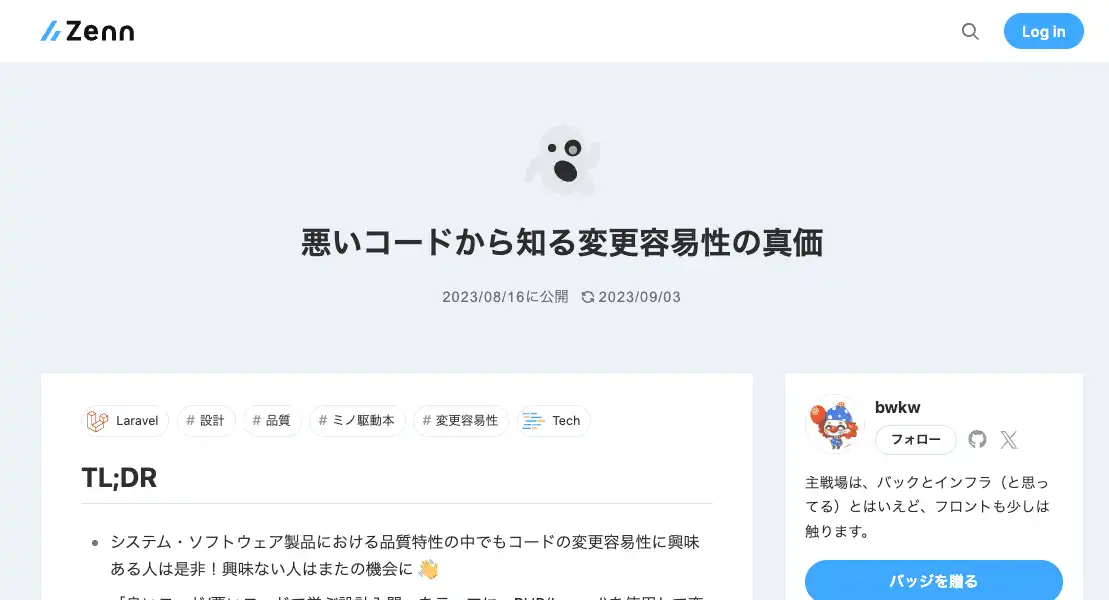 Zenn
Log in
悪いコードから知る変更容易性の真価
2023/08/16に公開 2023/09/03
Laravel # 設計 # 品質 # ミノ駆動本 # 変更容易性 Tech
TL;DR
システム・ソフトウェア製品における品質特性の中でもコードの変更容易性に興味
ある人は是非！興味ない人はまたの機会に👋
bwkw
フォロー
主戦場は、バックとインフラ（と思っ
てる）とはいえど、フロントも少しは
触ります。
バッジを贈る